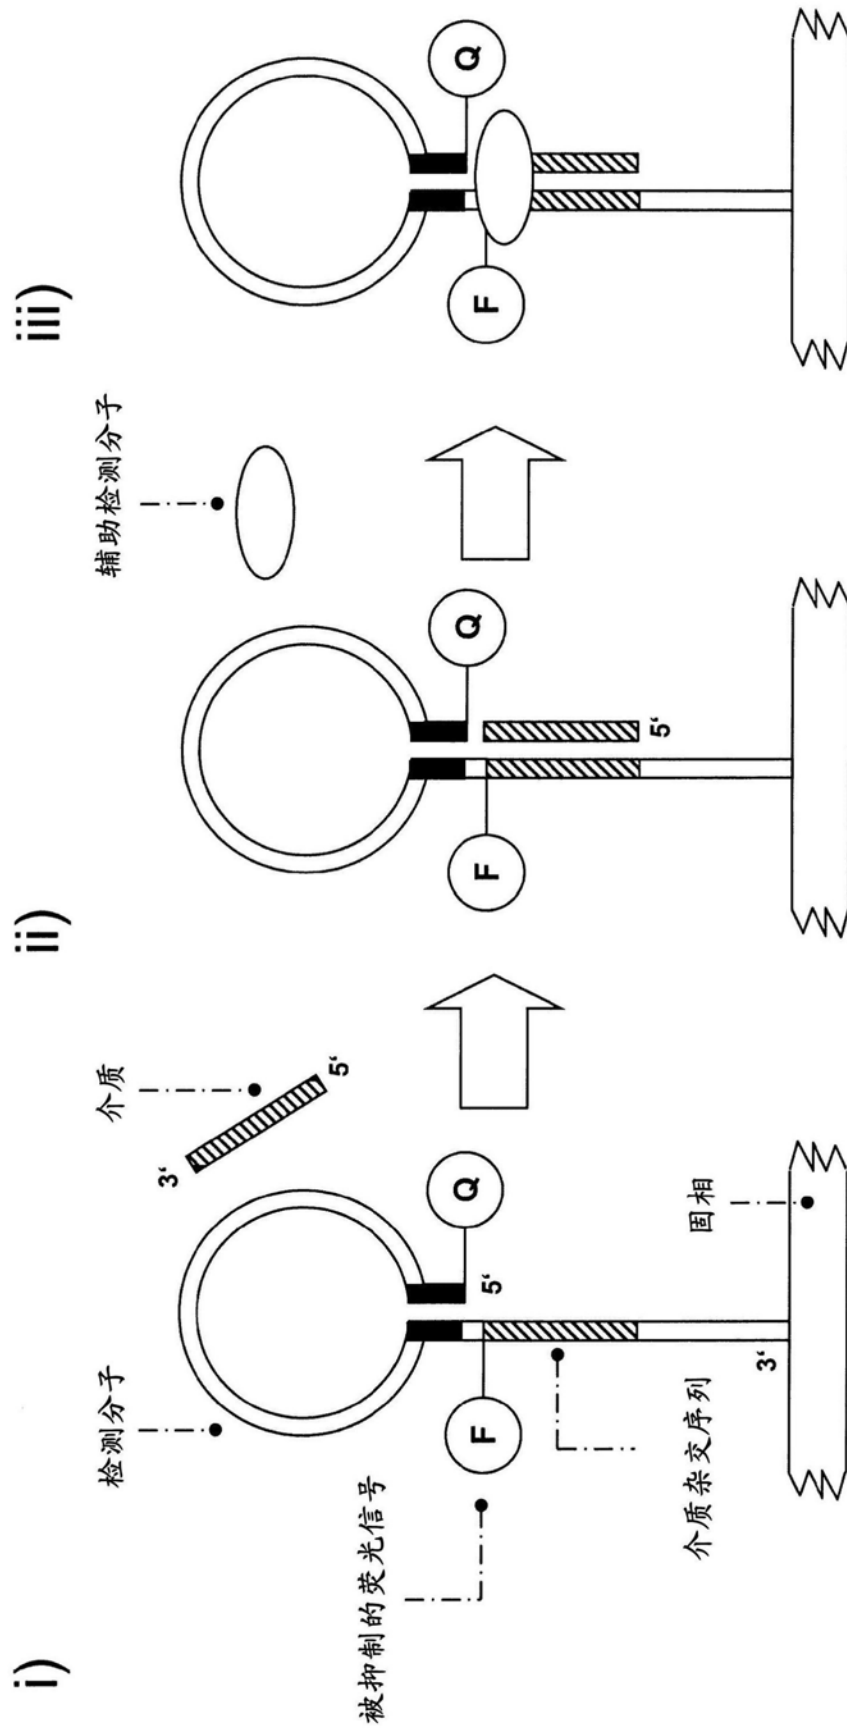 i)
检测分子
3‘
介质
5‘
F
Q
5‘
被抑制的荧光信号
介质杂交序列
3‘
固相
ii)
F
Q
5‘
辅助检测分子
iii)
F
Q